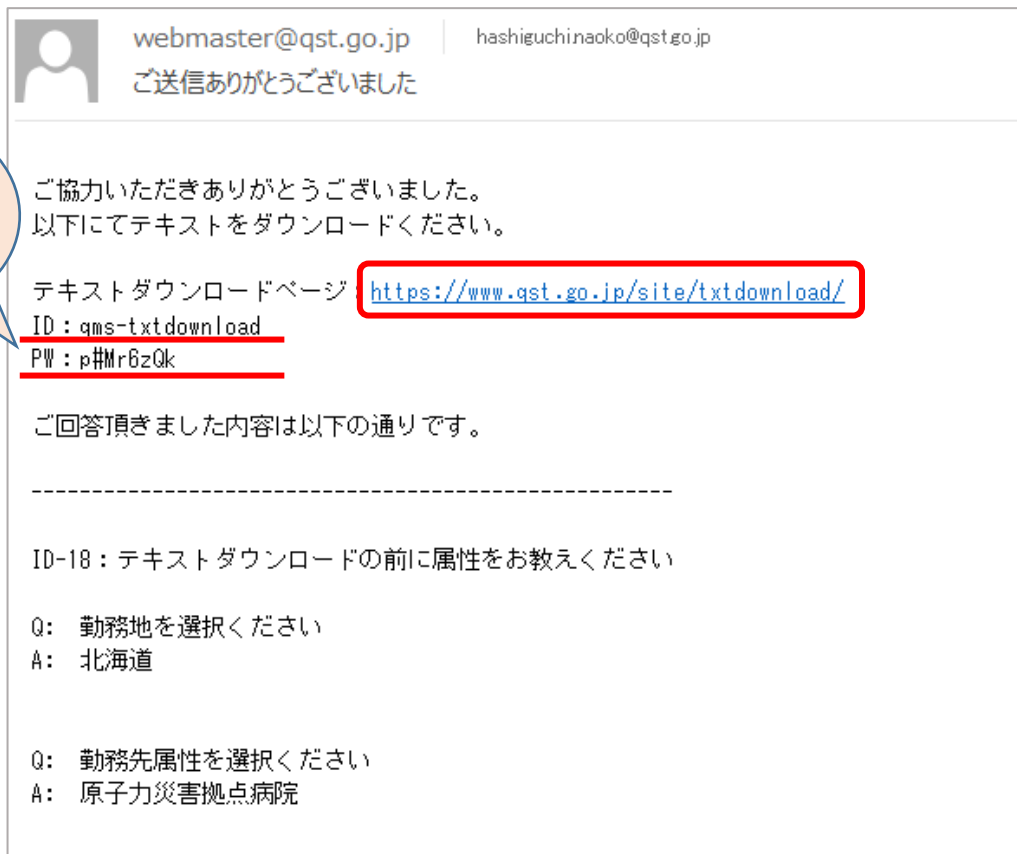 webmaster@qst.go.jp hashiguchi.naoko@qst.go.jp
ご送信ありがとうございました
ご協力いただきありがとうございました。
以下にてテキストをダウンロードください。
テキストダウンロードページ：https://www.qst.go.jp/site/txtdownload/
ID：qms-txtdownload
PW：p#Mr6zQk
ご回答頂きました内容は以下の通りです。
-----------------------------------------------------
ID-18：テキストダウンロードの前に属性をお教えください
Q: 勤務地を選択ください
A: 北海道
Q: 勤務先属性を選択ください
A: 原子力災害拠点病院